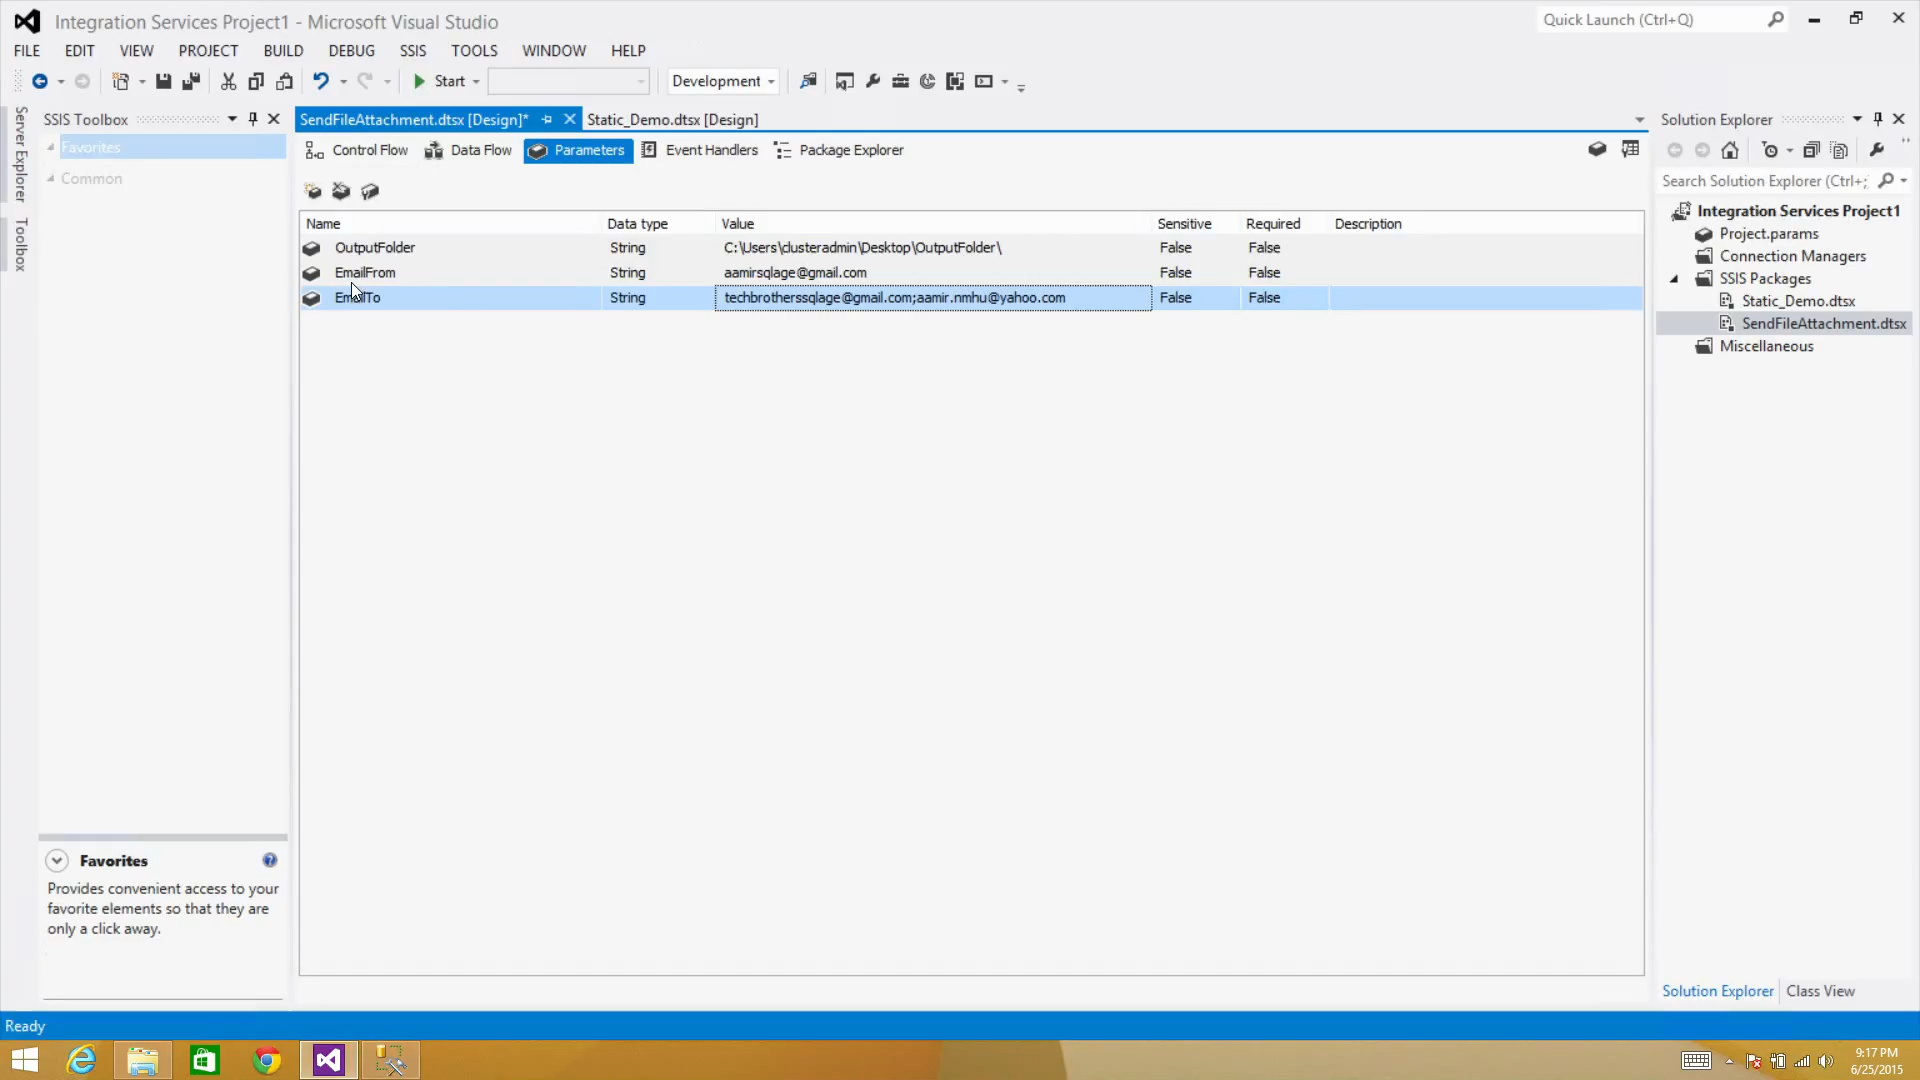 Integration Services Project1 - Microsoft Visual Studio
Quick Launch (Ctrl+Q)
FILE EDIT VIEW PROJECT BUILD DEBUG SSIS TOOLS WINDOW HELP
Start
Development
Server Explorer
Toolbox
SSIS Toolbox
Favorites
Common
SendFileAttachment.dtsx [Design]*
Static_Demo.dtsx [Design]
Control Flow
Data Flow
Parameters
Event Handlers
Package Explorer
Name Data type Value Sensitive Required Description
OutputFolder String C:\Users\clusteradmin\Desktop\OutputFolder\ False False
EmailFrom String aamirsqlage@gmail.com False False
EmailTo String techbrotherssqlage@gmail.com;aamir.nmhu@yahoo.com False False
Solution Explorer
Search Solution Explorer (Ctrl+;
Integration Services Project1
Project.params
Connection Managers
SSIS Packages
Static_Demo.dtsx
SendFileAttachment.dtsx
Miscellaneous
Favorites
Provides convenient access to your
favorite elements so that they are
only a click away.
Solution Explorer
Class View
Ready
9:17 PM
6/25/2015